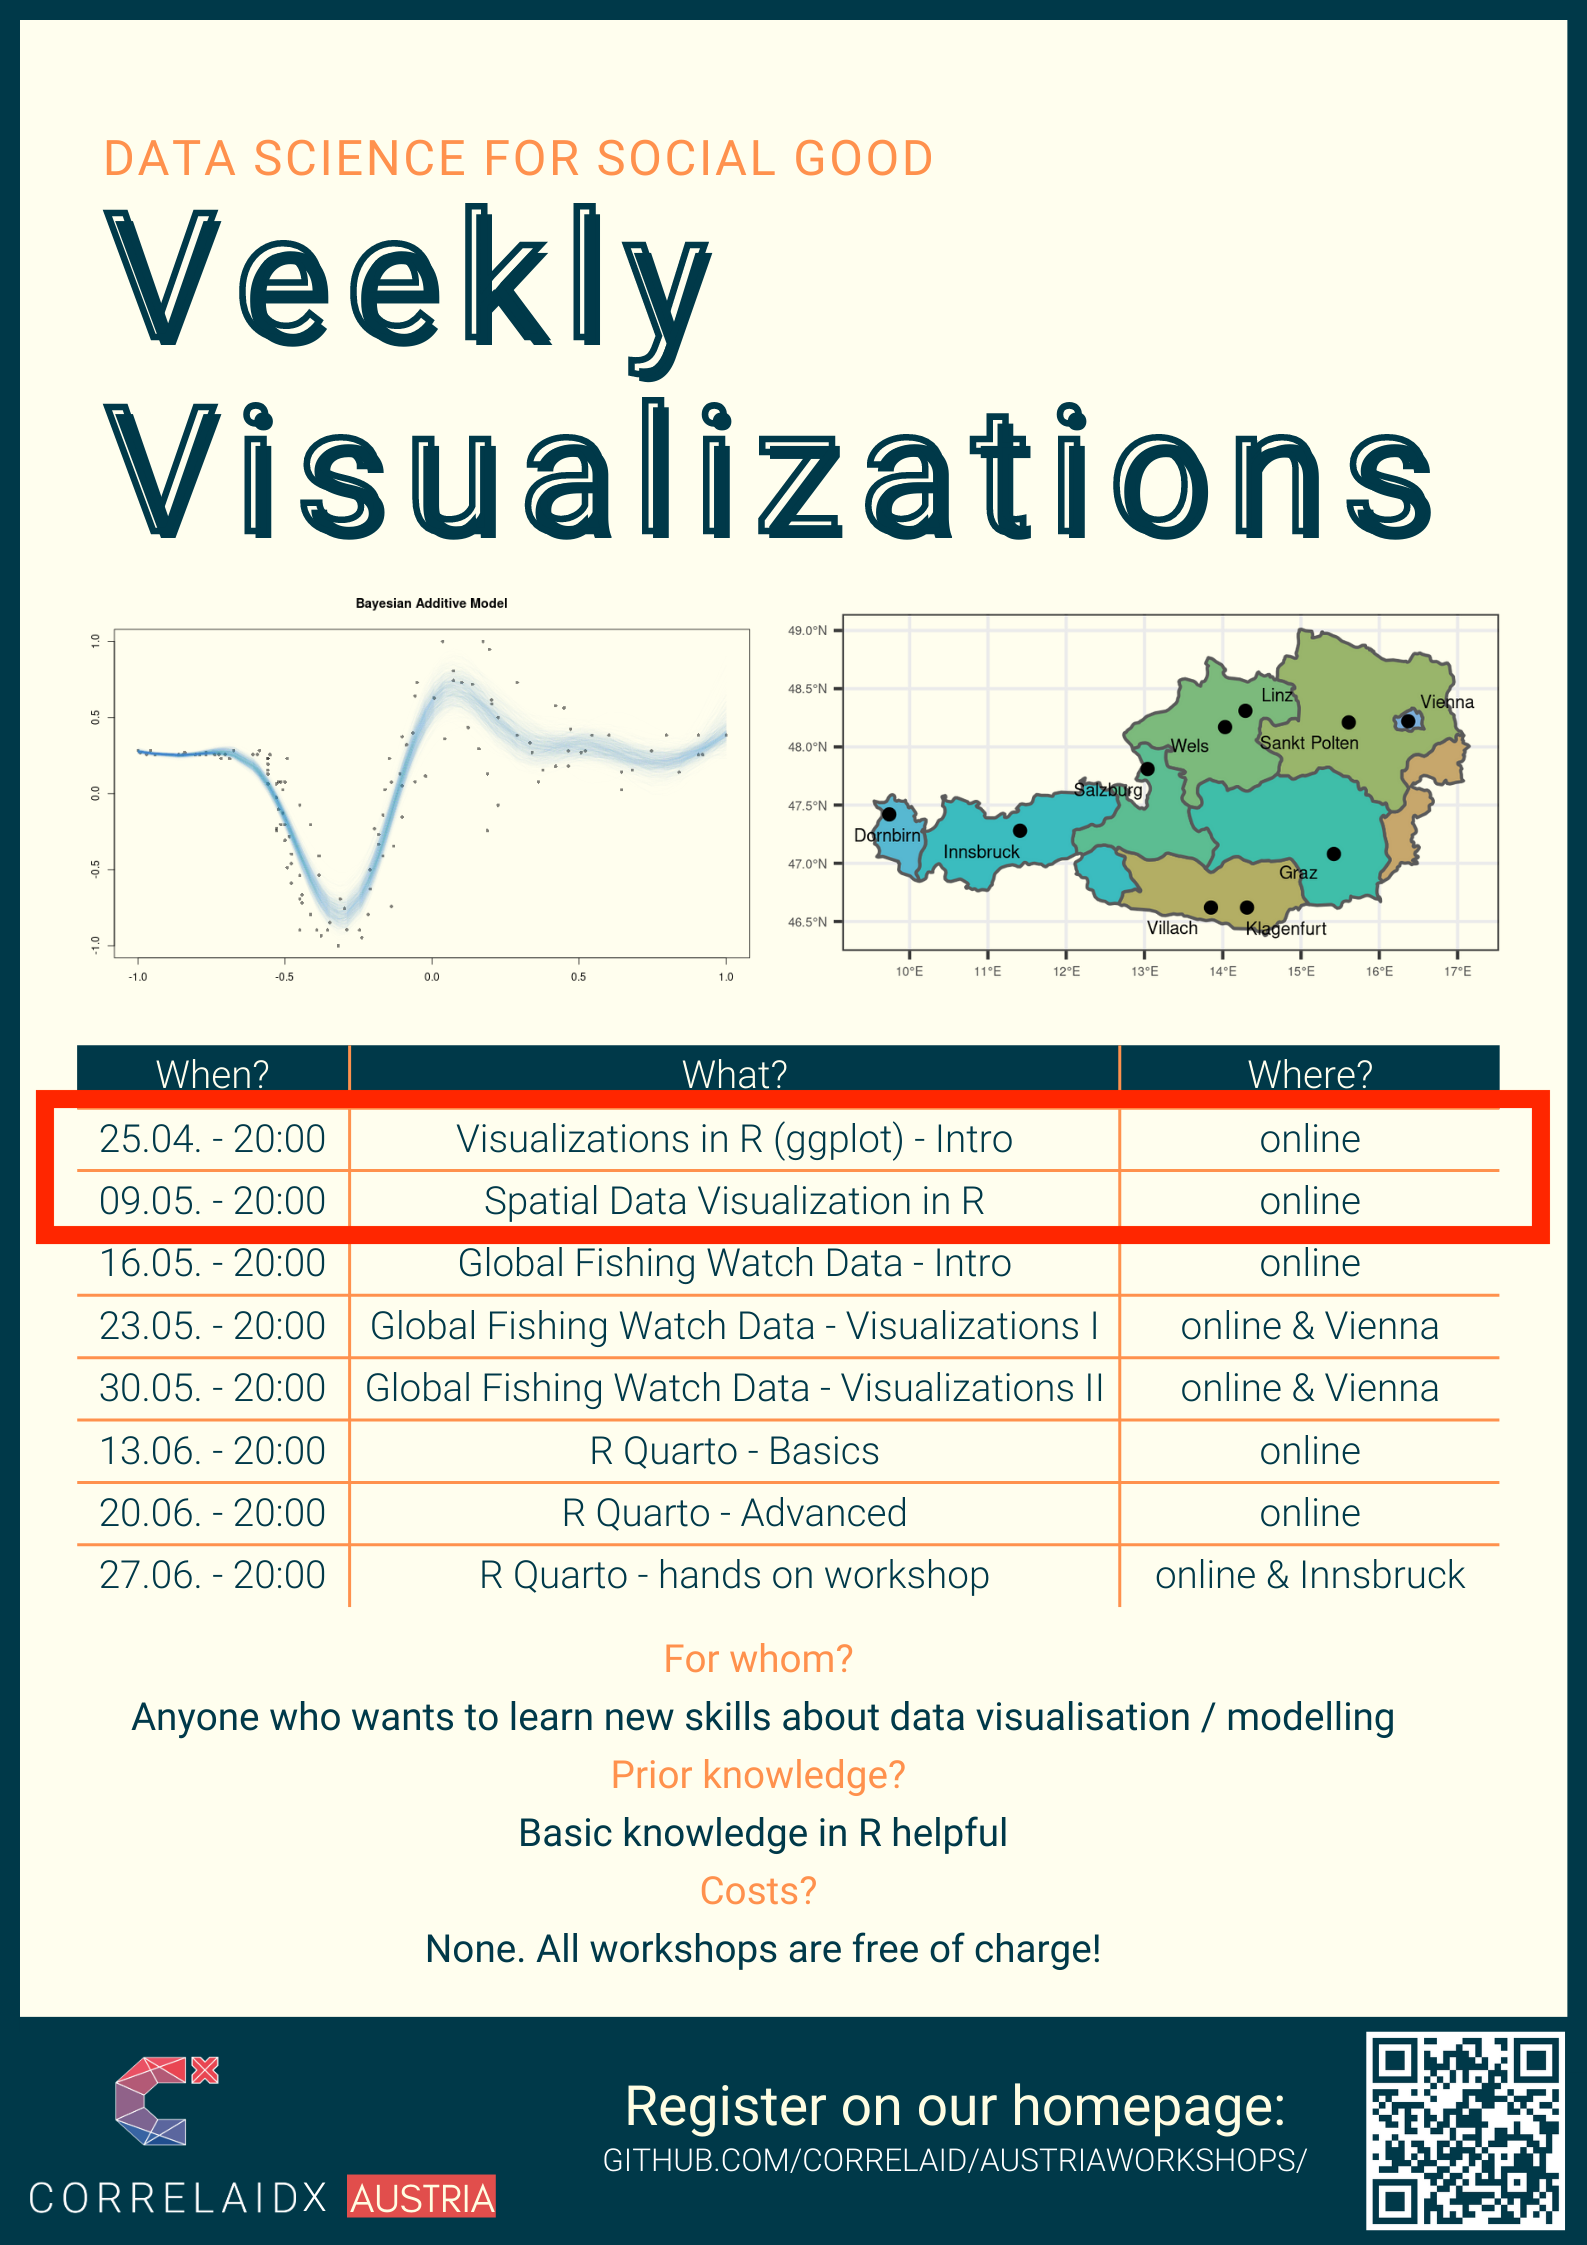 DATA SCIENCE FOR SOCIAL GOOD
Veekly
Visualizations
Bayesian Additive Model
1.0
0.5
0.0
-0.5
-1.0
-1.0 -0.5 0.0 0.5 1.0
49.0°N
48.5°N
48.0°N
47.5°N
47.0°N
46.5°N
Linz
Vienna
Wels
Sankt Polten
Salzburg
Dornbirn
Innsbruck
Graz
Villach
Klagenfurt
10°E 11°E 12°E 13°E 14°E 15°E 16°E 17°E
When? What? Where?
25.04. - 20:00 Visualizations in R (ggplot) - Intro online
09.05. - 20:00 Spatial Data Visualization in R online
16.05. - 20:00 Global Fishing Watch Data - Intro online
23.05. - 20:00 Global Fishing Watch Data - Visualizations I online & Vienna
30.05. - 20:00 Global Fishing Watch Data - Visualizations II online & Vienna
13.06. - 20:00 R Quarto - Basics online
20.06. - 20:00 R Quarto - Advanced online
27.06. - 20:00 R Quarto - hands on workshop online & Innsbruck
For whom?
Anyone who wants to learn new skills about data visualisation / modelling
Prior knowledge?
Basic knowledge in R helpful
Costs?
None. All workshops are free of charge!
Register on our homepage:
GITHUB.COM/CORRELAID/AUSTRIAWORKSHOPS/
CORRELAIDX AUSTRIA